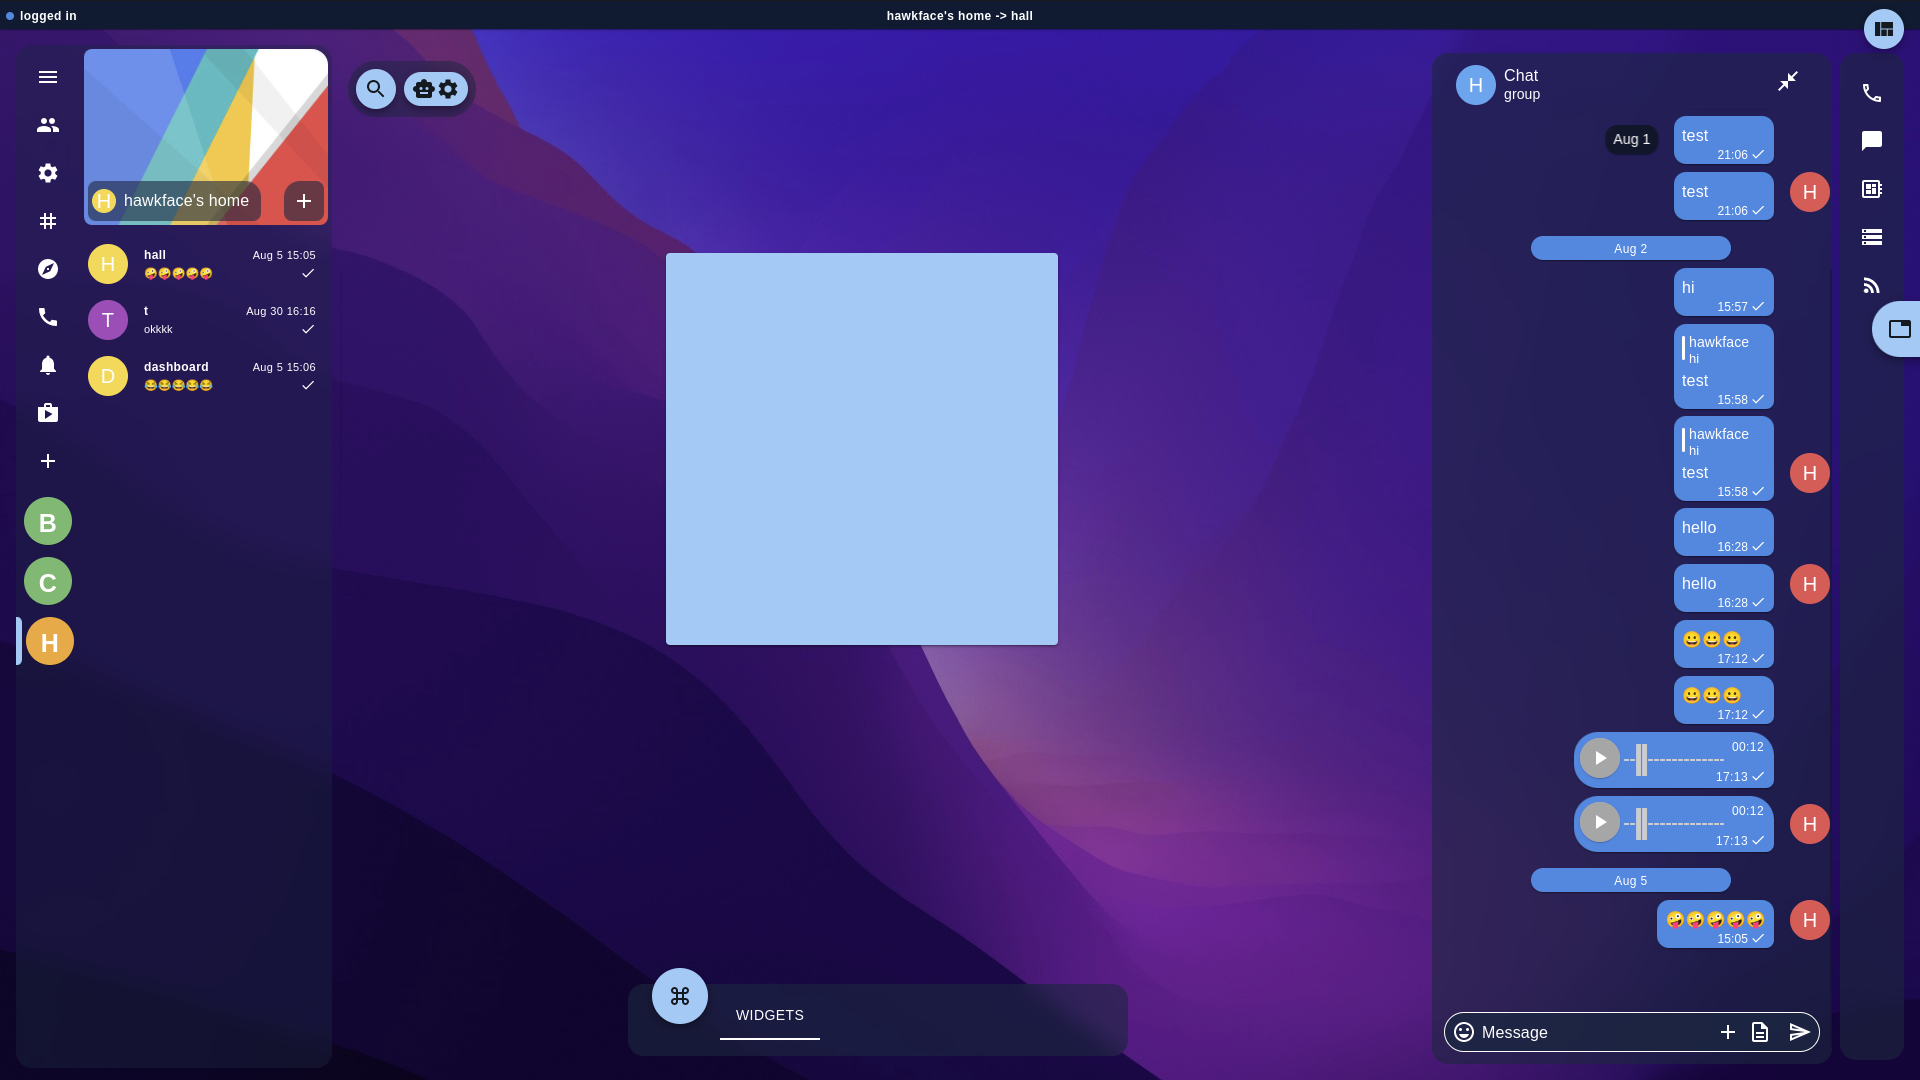 logged in
hawkface's home -> hall
H hawkface's home
H
hall
Aug 5 15:05
🤪🤪🤪🤪🤪
T
t
Aug 30 16:16
okkkk
D
dashboard
Aug 5 15:06
😂😂😂😂😂
B
C
H
WIDGETS
H
Chat
group
Aug 1
test
21:06
test
21:06
H
Aug 2
hi
15:57
hawkface
hi
test
15:58
hawkface
hi
test
15:58
H
hello
16:28
hello
16:28
H
😀😀😀
17:12
😀😀😀
17:12
00:12
17:13
00:12
17:13
H
Aug 5
🤪🤪🤪🤪🤪
15:05
H
Message